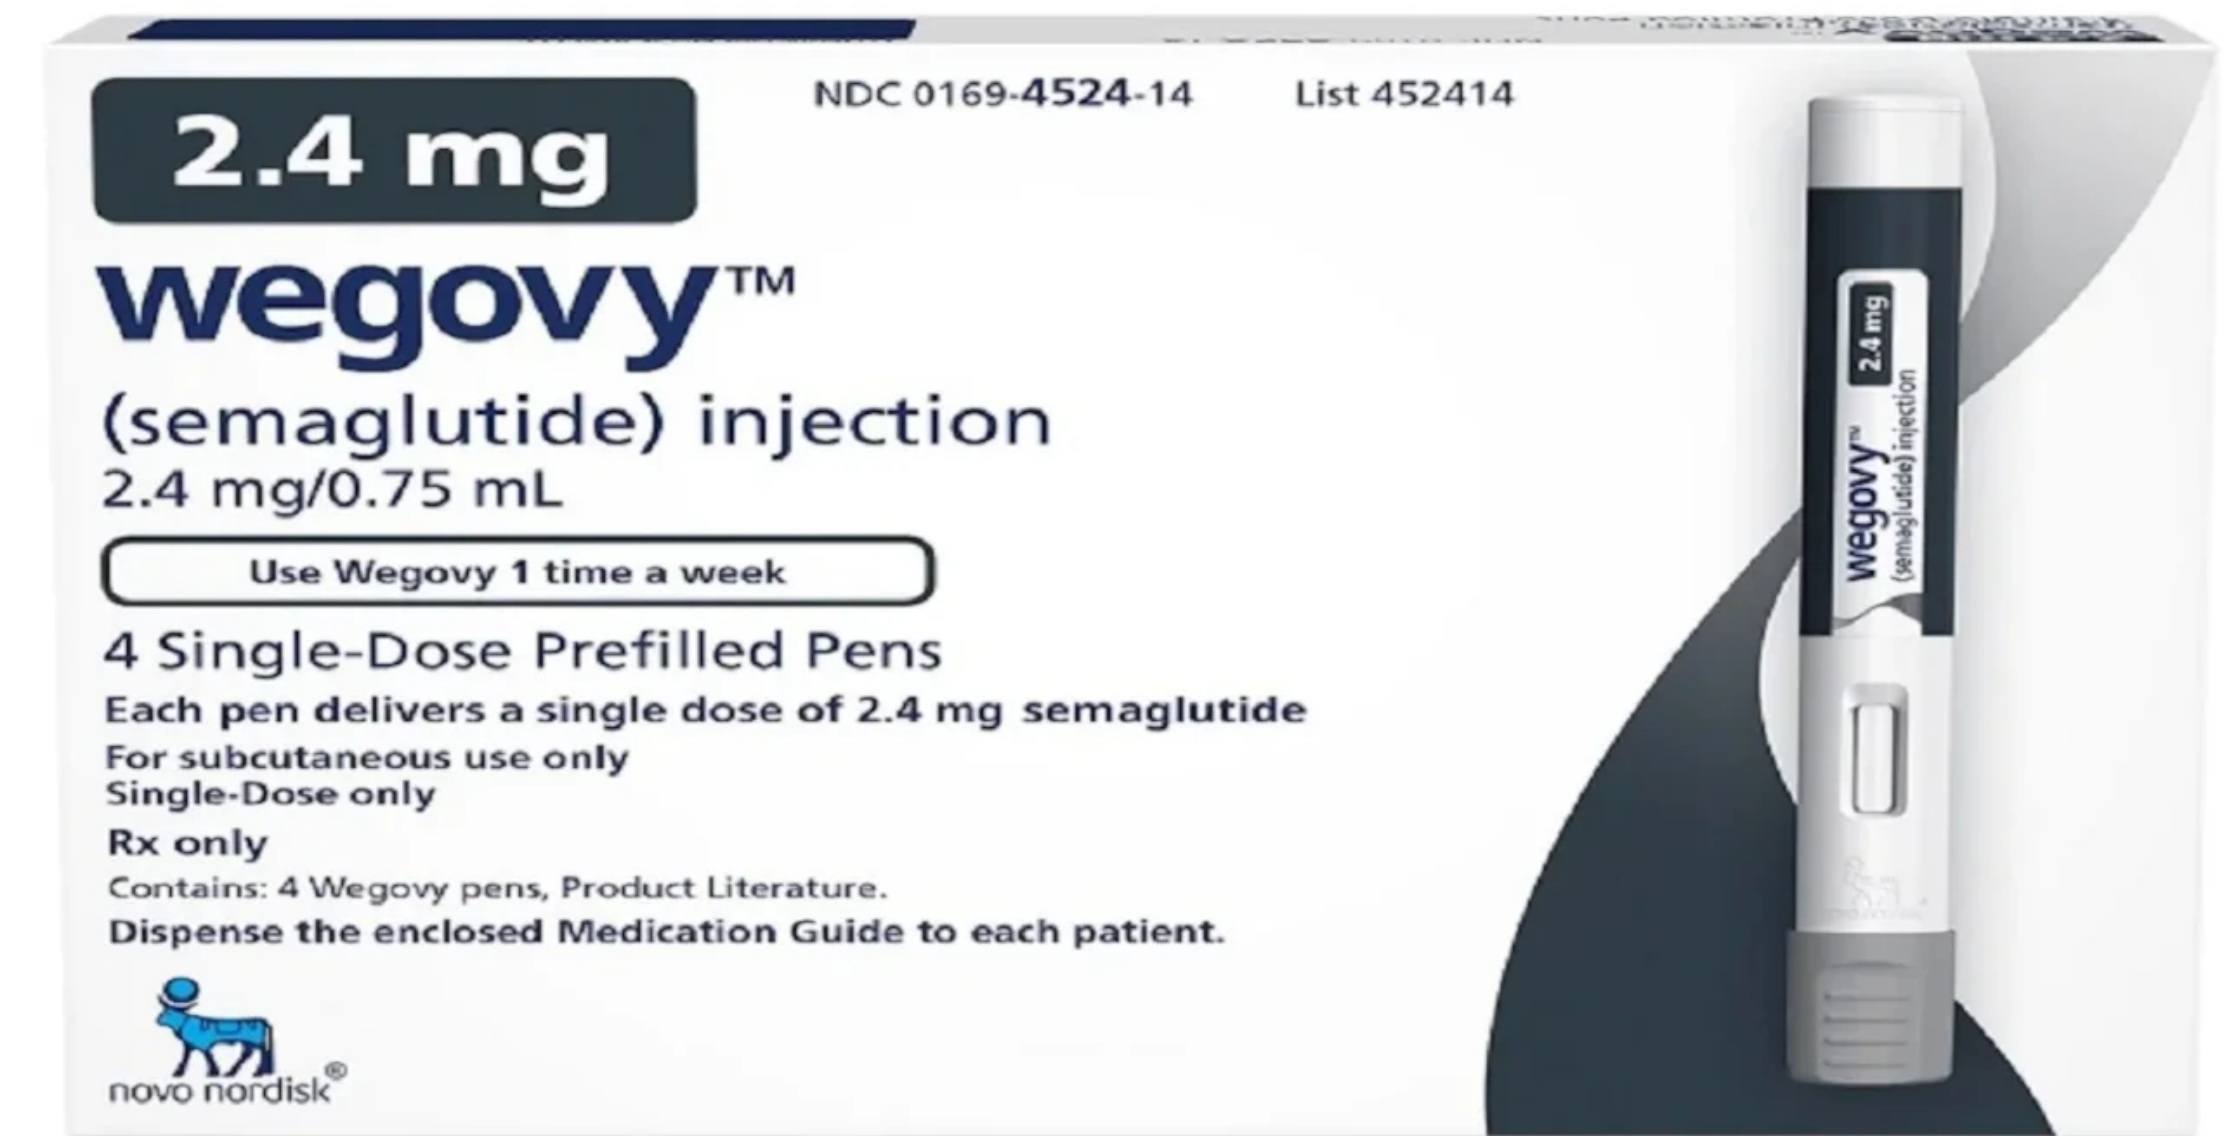 2.4 mg
NDC 0169-4524-14
List 452414
wegovy™
(semaglutide) injection
2.4 mg/0.75 mL
Use Wegovy 1 time a week
4 Single-Dose Prefilled Pens
Each pen delivers a single dose of 2.4 mg semaglutide
For subcutaneous use only
Single-Dose only
Rx only
Contains: 4 Wegovy pens, Product Literature.
Dispense the enclosed Medication Guide to each patient.
novo nordisk®
2.4 mg
wegovy™
(semaglutide) injection
novo nordisk